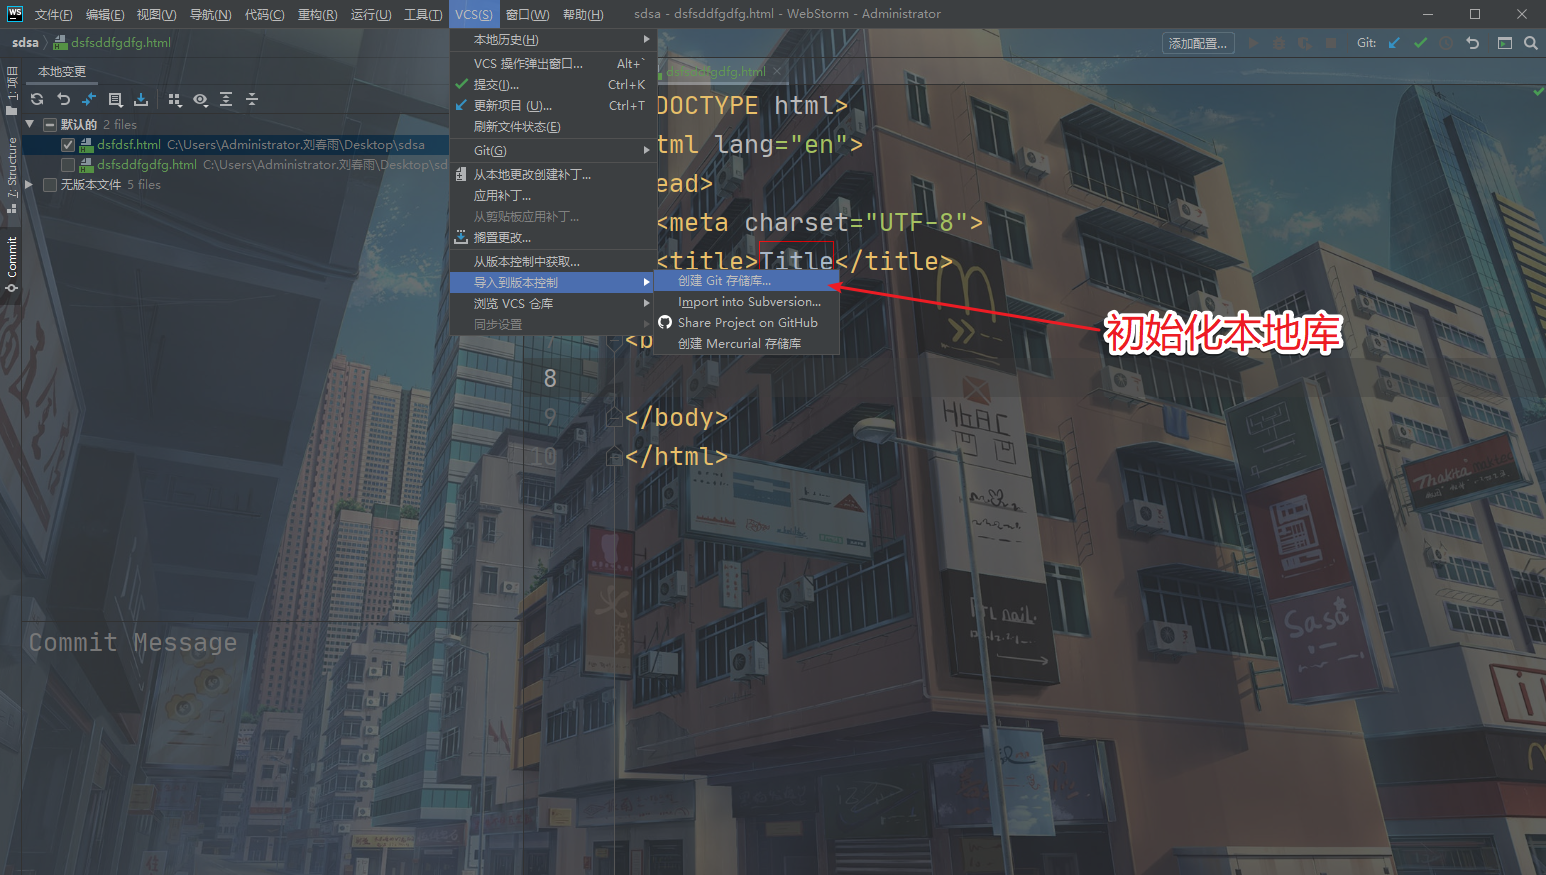 WS 文件(F) 编辑(E) 视图(V) 导航(N) 代码(C) 重构(R) 运行(U) 工具(T) VCS(S) 窗口(W) 帮助(H) sdsa - dsfsddfgdfg.html - WebStorm - Administrator
sdsa dsfsddfgdfg.html 添加配置... Git:
1: 项目
7: Structure
Commit
本地变更
默认的 2 files
dsfdsf.html C:\Users\Administrator.刘春雨\Desktop\sdsa
dsfsddfgdfg.html C:\Users\Administrator.刘春雨\Desktop\sd
无版本文件 5 files
Commit Message
本地历史(H)
VCS 操作弹出窗口... Alt+`
提交(I)... Ctrl+K
更新项目 (U)... Ctrl+T
刷新文件状态(E)
Git(G)
从本地更改创建补丁...
应用补丁...
从剪贴板应用补丁...
搁置更改...
从版本控制中获取...
导入到版本控制
浏览 VCS 仓库
同步设置
创建 Git 存储库...
Import into Subversion...
Share Project on GitHub
创建 Mercurial 存储库
初始化本地库
dsfsddfgdfg.html
DOCTYPE html>
tml lang="en">
ead>
<meta charset="UTF-8">
<title>Title</title>
7 <b
8
9 </body>
10 </html>
HbAC
nail
Thakita
Saso